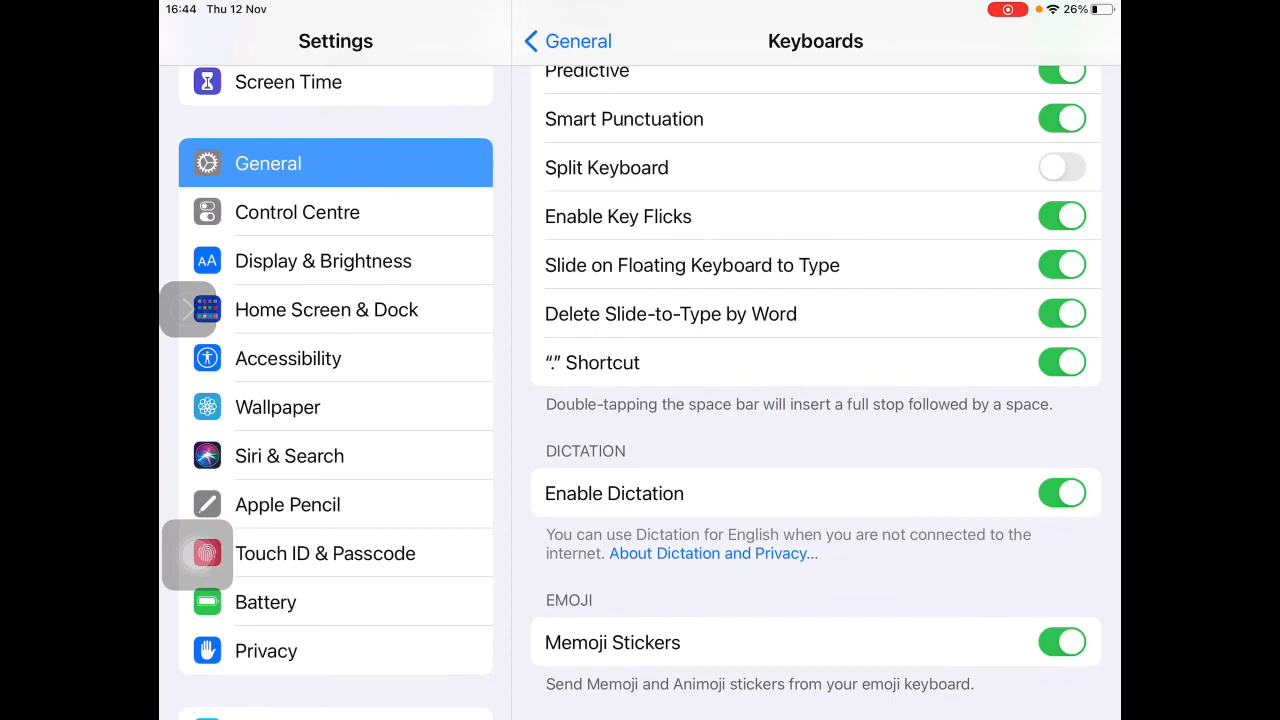 16:44 Thu 12 Nov
26%
Settings
Screen Time
General
Control Centre
AA Display & Brightness
Home Screen & Dock
Accessibility
Wallpaper
Siri & Search
Apple Pencil
Touch ID & Passcode
Battery
Privacy
General
Keyboards
Predictive
Smart Punctuation
Split Keyboard
Enable Key Flicks
Slide on Floating Keyboard to Type
Delete Slide-to-Type by Word
“.” Shortcut
Double-tapping the space bar will insert a full stop followed by a space.
DICTATION
Enable Dictation
You can use Dictation for English when you are not connected to the
internet. About Dictation and Privacy...
EMOJI
Memoji Stickers
Send Memoji and Animoji stickers from your emoji keyboard.